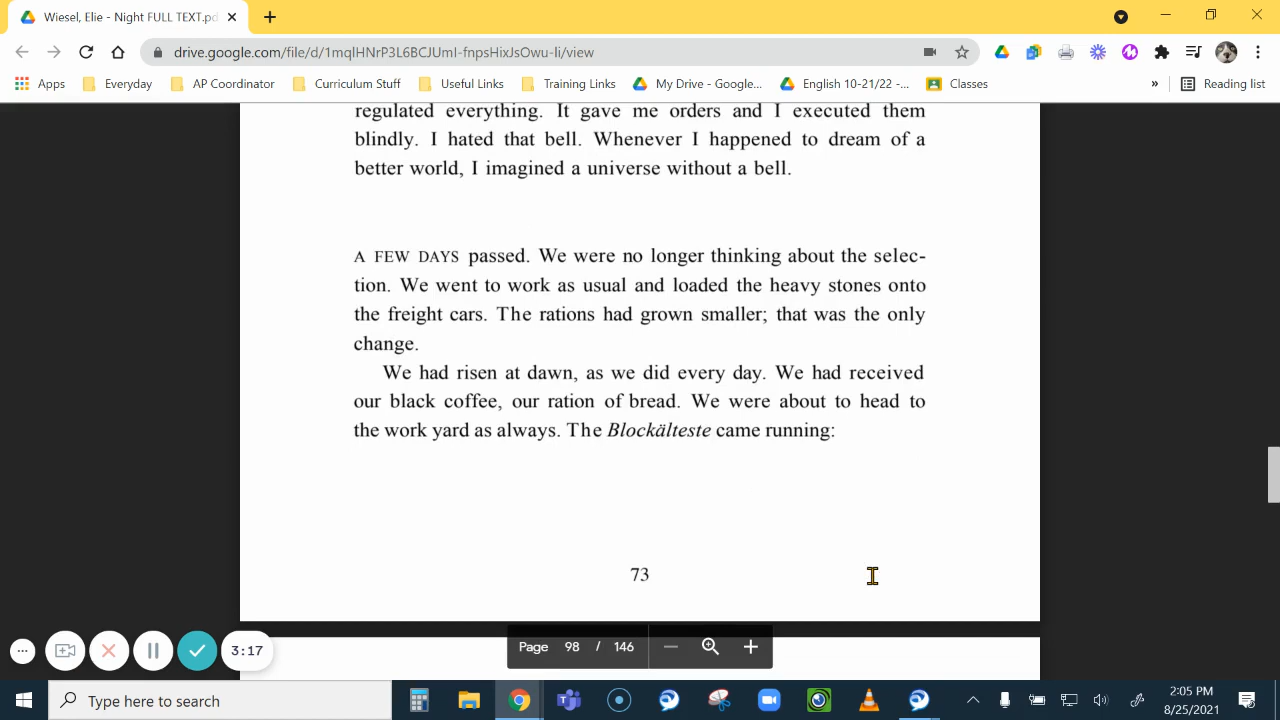 Wiesel, Elie - Night FULL TEXT.pd
drive.google.com/file/d/1mqlHNrP3L6BCJUmI-fnpsHixJsOwu-li/view
Apps Everyday AP Coordinator Curriculum Stuff Useful Links Training Links My Drive - Google... English 10-21/22 -... Classes » Reading list
regulated everything. It gave me orders and I executed them
blindly. I hated that bell. Whenever I happened to dream of a
better world, I imagined a universe without a bell.
A FEW DAYS passed. We were no longer thinking about the selec-
tion. We went to work as usual and loaded the heavy stones onto
the freight cars. The rations had grown smaller; that was the only
change.
We had risen at dawn, as we did every day. We had received
our black coffee, our ration of bread. We were about to head to
the work yard as always. The Blockälteste came running:
73
Page 98 / 146
3:17
Type here to search
2:05 PM
8/25/2021